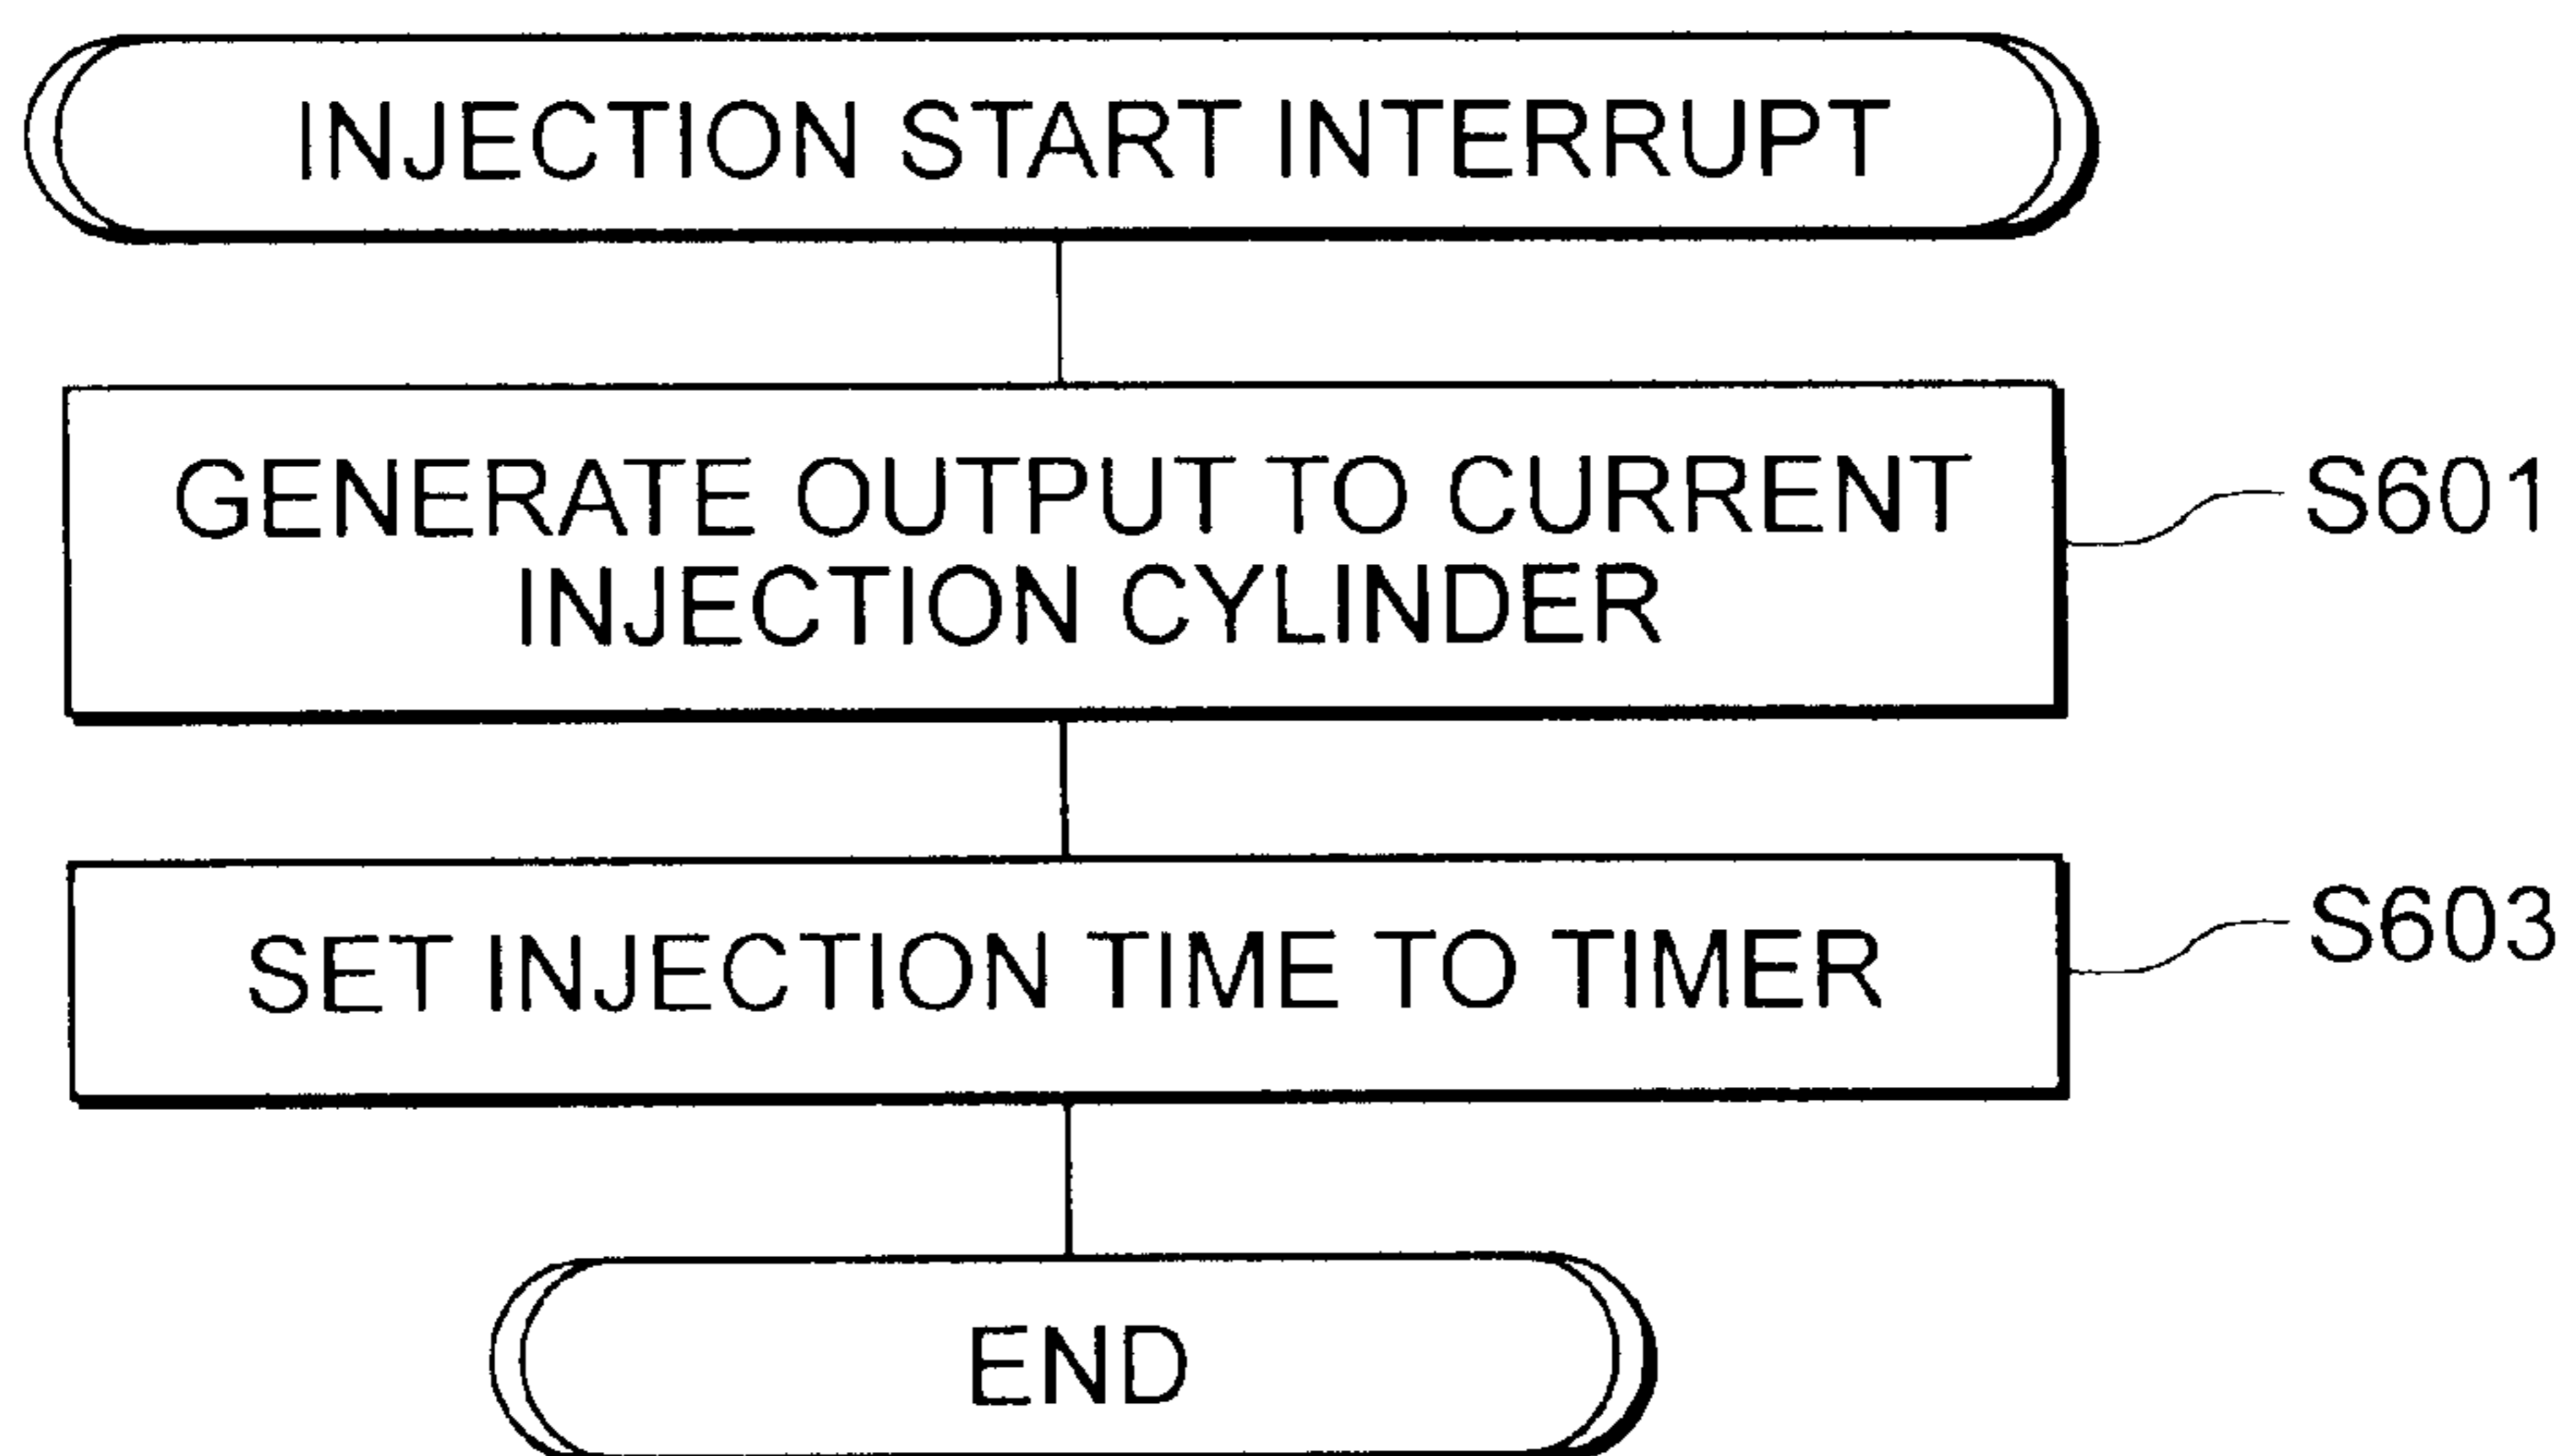 INJECTION START INTERRUPT
GENERATE OUTPUT TO CURRENT
INJECTION CYLINDER
S601
SET INJECTION TIME TO TIMER
S603
END